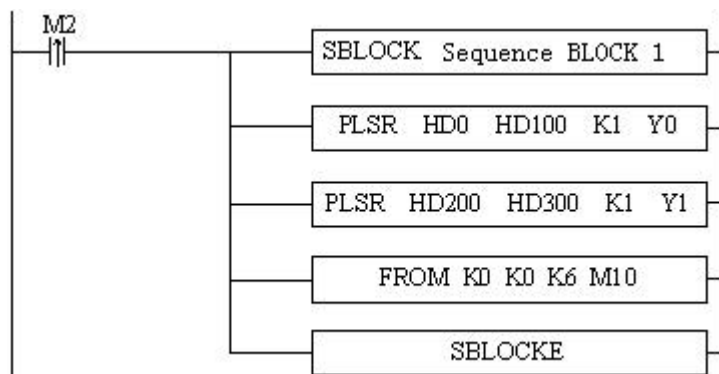 M2
SBLOCK Sequence BLOCK 1
PLSR HD0 HD100 K1 Y0
PLSR HD200 HD300 K1 Y1
FROM K0 K0 K6 M10
SBLOCKE